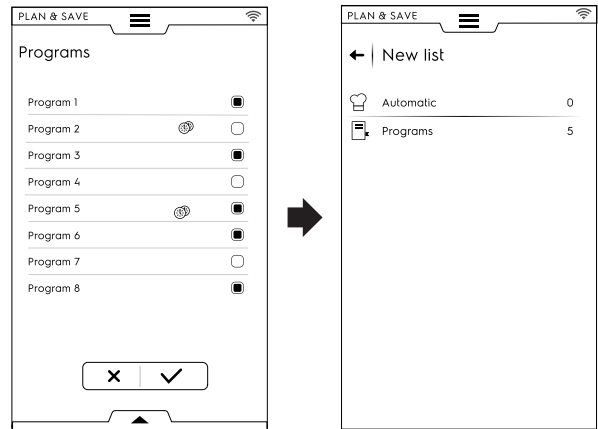 PLAN & SAVE
Programs
Program 1
Program 2
Program 3
Program 4
Program 5
Program 6
Program 7
Program 8
PLAN & SAVE
New list
Automatic 0
Programs 5